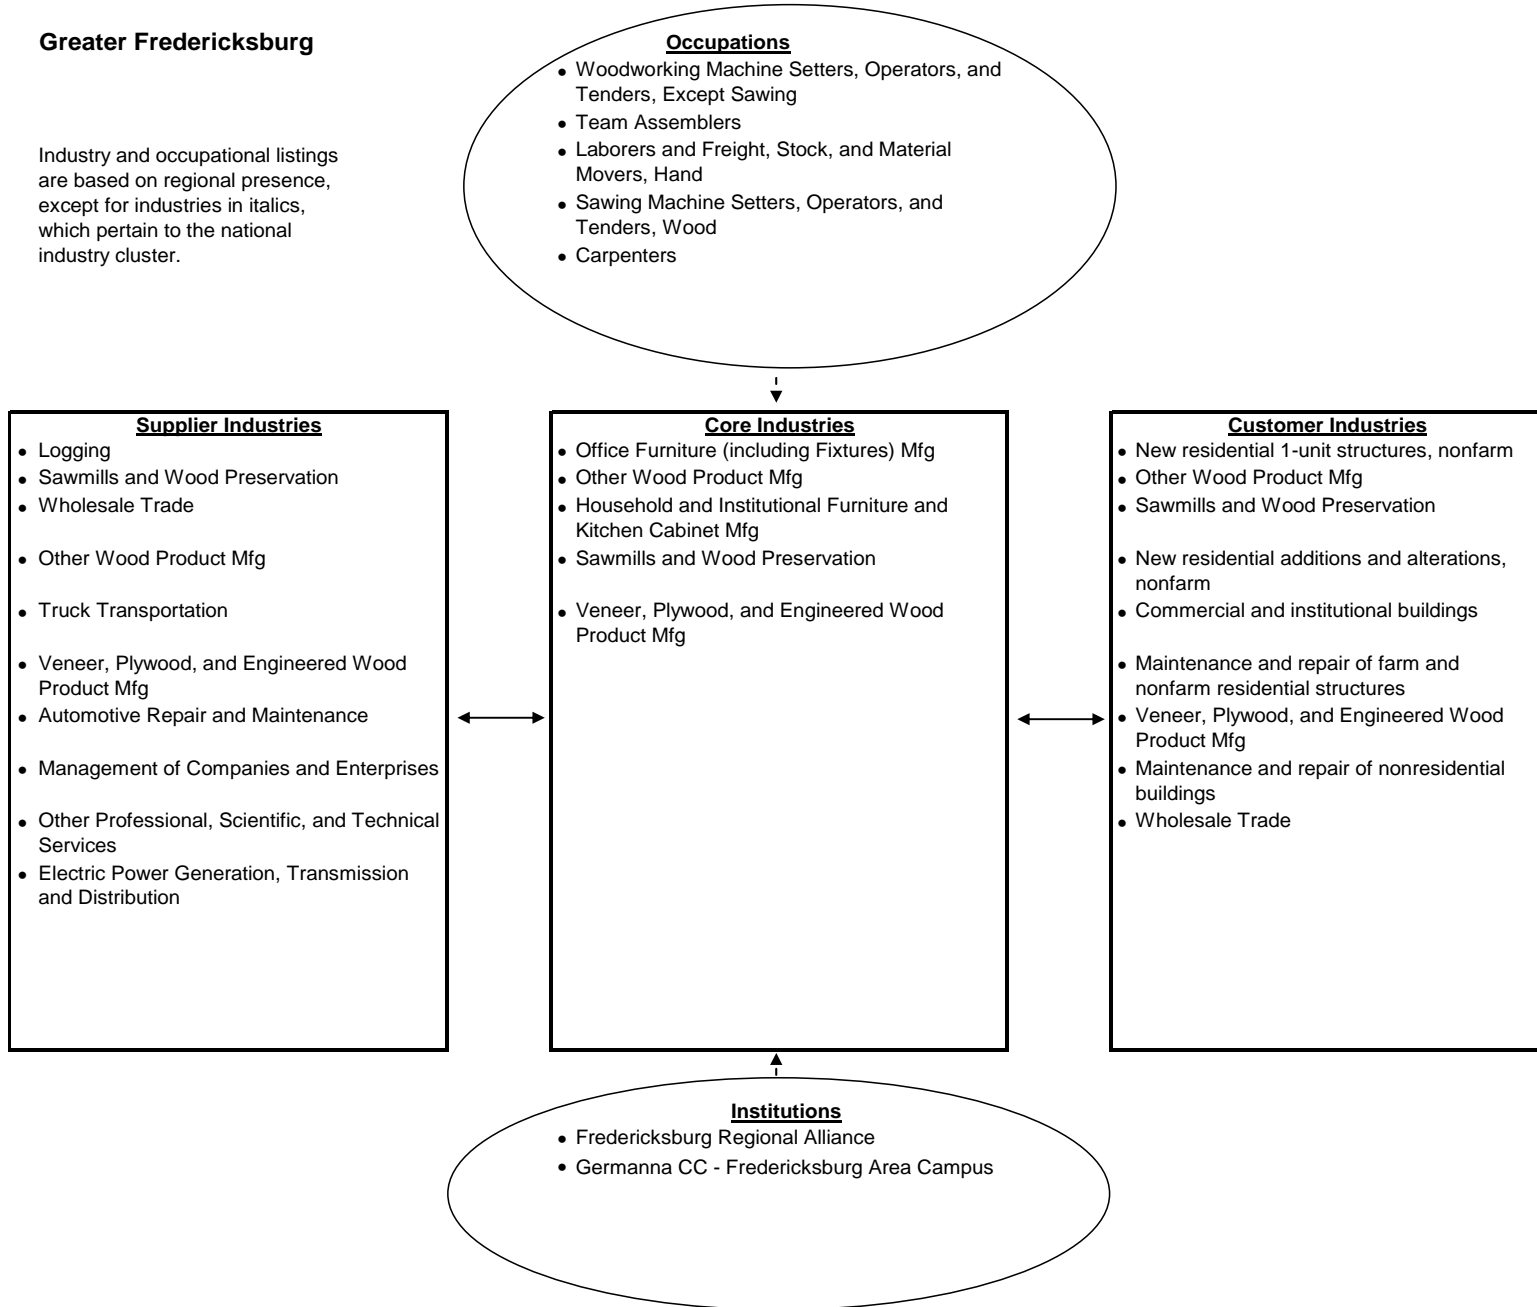 Greater Fredericksburg
Industry and occupational listings
are based on regional presence,
except for industries in italics,
which pertain to the national
industry cluster.
Occupations
• Woodworking Machine Setters, Operators, and
Tenders, Except Sawing
• Team Assemblers
• Laborers and Freight, Stock, and Material
Movers, Hand
• Sawing Machine Setters, Operators, and
Tenders, Wood
• Carpenters
Supplier Industries
• Logging
• Sawmills and Wood Preservation
• Wholesale Trade
• Other Wood Product Mfg
• Truck Transportation
• Veneer, Plywood, and Engineered Wood
Product Mfg
• Automotive Repair and Maintenance
• Management of Companies and Enterprises
• Other Professional, Scientific, and Technical
Services
• Electric Power Generation, Transmission
and Distribution
Core Industries
• Office Furniture (including Fixtures) Mfg
• Other Wood Product Mfg
• Household and Institutional Furniture and
Kitchen Cabinet Mfg
• Sawmills and Wood Preservation
• Veneer, Plywood, and Engineered Wood
Product Mfg
Customer Industries
• New residential 1-unit structures, nonfarm
• Other Wood Product Mfg
• Sawmills and Wood Preservation
• New residential additions and alterations,
nonfarm
• Commercial and institutional buildings
• Maintenance and repair of farm and
nonfarm residential structures
• Veneer, Plywood, and Engineered Wood
Product Mfg
• Maintenance and repair of nonresidential
buildings
• Wholesale Trade
Institutions
• Fredericksburg Regional Alliance
• Germanna CC - Fredericksburg Area Campus